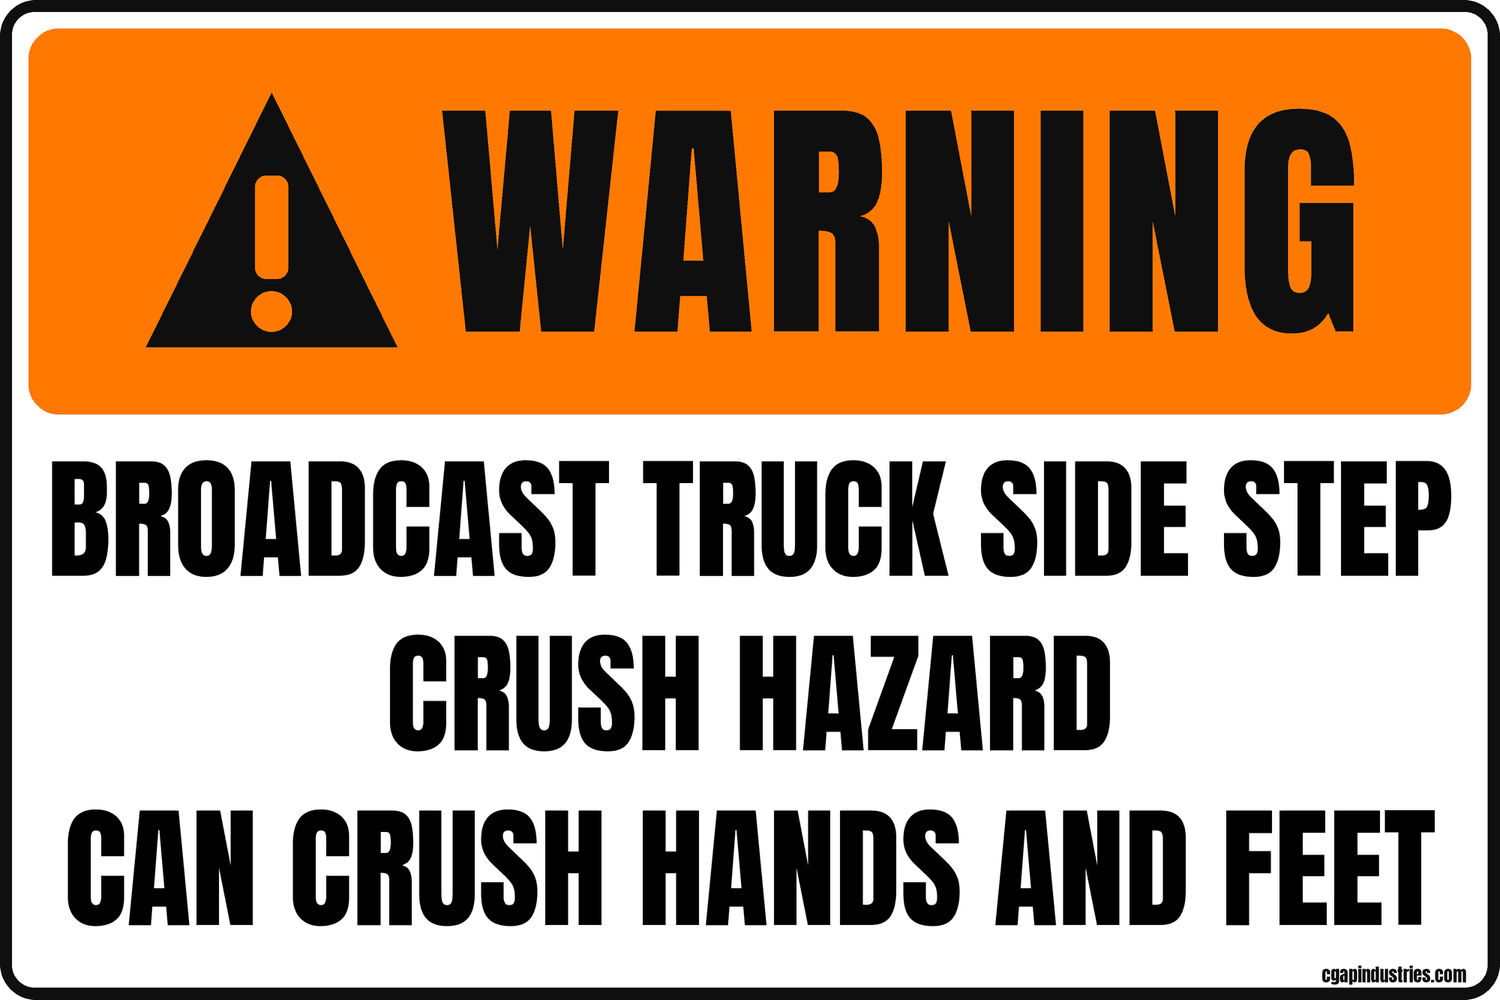 WARNING
BROADCAST TRUCK SIDE STEP
CRUSH HAZARD
CAN CRUSH HANDS AND FEET
cgapindustries.com